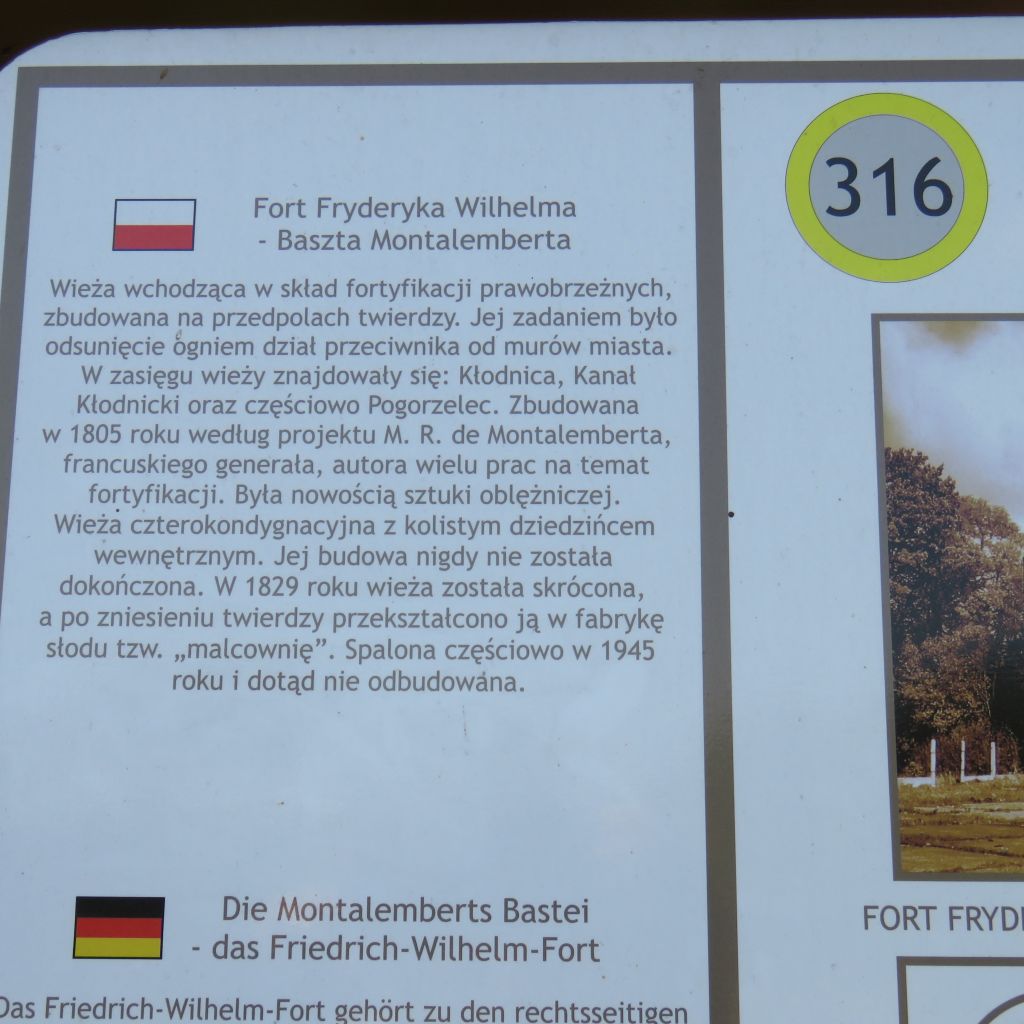 Fort Fryderyka Wilhelma
- Baszta Montalemberta
Wieża wchodząca w skład fortyfikacji prawobrzeżnych,
zbudowana na przedpolach twierdzy. Jej zadaniem było
odsunięcie ogniem dział przeciwnika od murów miasta.
W zasięgu wieży znajdowały się: Kłodnica, Kanał
Kłodnicki oraz częściowo Pogorzelec. Zbudowana
w 1805 roku według projektu M. R. de Montalemberta,
francuskiego generała, autora wielu prac na temat
fortyfikacji. Była nowością sztuki oblężniczej.
Wieża czterokondygnacyjna z kolistym dziedzińcem
wewnętrznym. Jej budowa nigdy nie została
dokończona. W 1829 roku wieża została skrócona,
a po zniesieniu twierdzy przekształcono ją w fabrykę
słodu tzw. „malcownię”. Spalona częściowo w 1945
roku i dotąd nie odbudowana.
Die Montalemberts Bastei
- das Friedrich-Wilhelm-Fort
Das Friedrich-Wilhelm-Fort gehört zu den rechtsseitigen
316
FORT FRYD